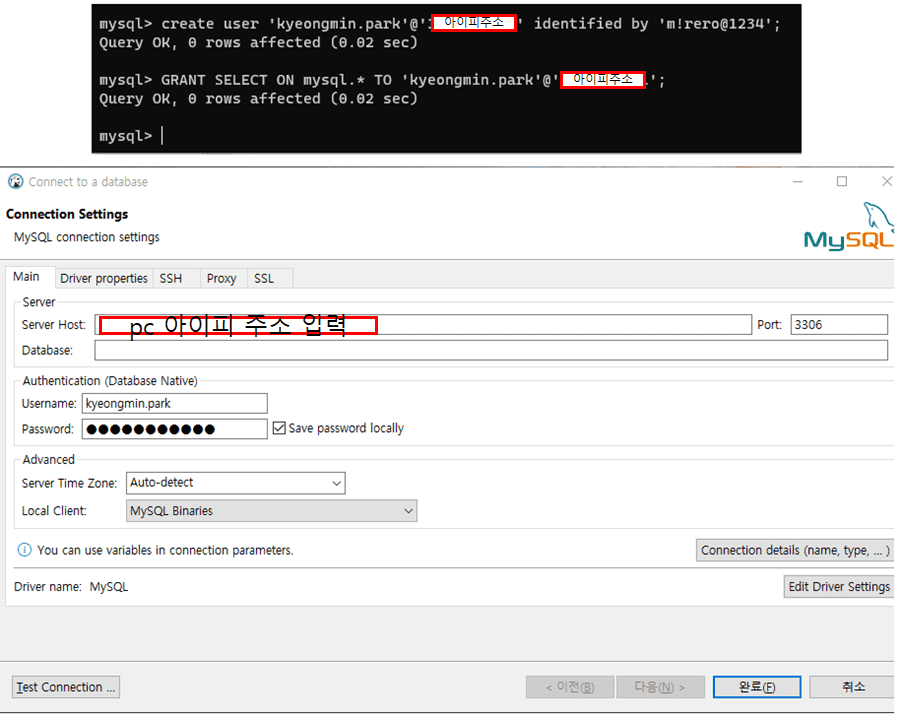 mysql> create user 'kyeongmin.park'@'1 아이피주소 ' identified by 'm!rero@1234';
Query OK, 0 rows affected (0.02 sec)
mysql> GRANT SELECT ON mysql.* TO 'kyeongmin.park'@' 아이피주소 .';
Query OK, 0 rows affected (0.02 sec)
mysql>
Connect to a database
Connection Settings
MySQL connection settings
MySQL
Main Driver properties SSH Proxy SSL
Server
Server Host: pc 아이피 주소 입력 Port: 3306
Database:
Authentication (Database Native)
Username: kyeongmin.park
Password: ●●●●●●●●●●● Save password locally
Advanced
Server Time Zone: Auto-detect
Local Client: MySQL Binaries
You can use variables in connection parameters. Connection details (name, type, ... )
Driver name: MySQL Edit Driver Settings
Test Connection ... < 이전(B) 다음(N) > 완료(F) 취소